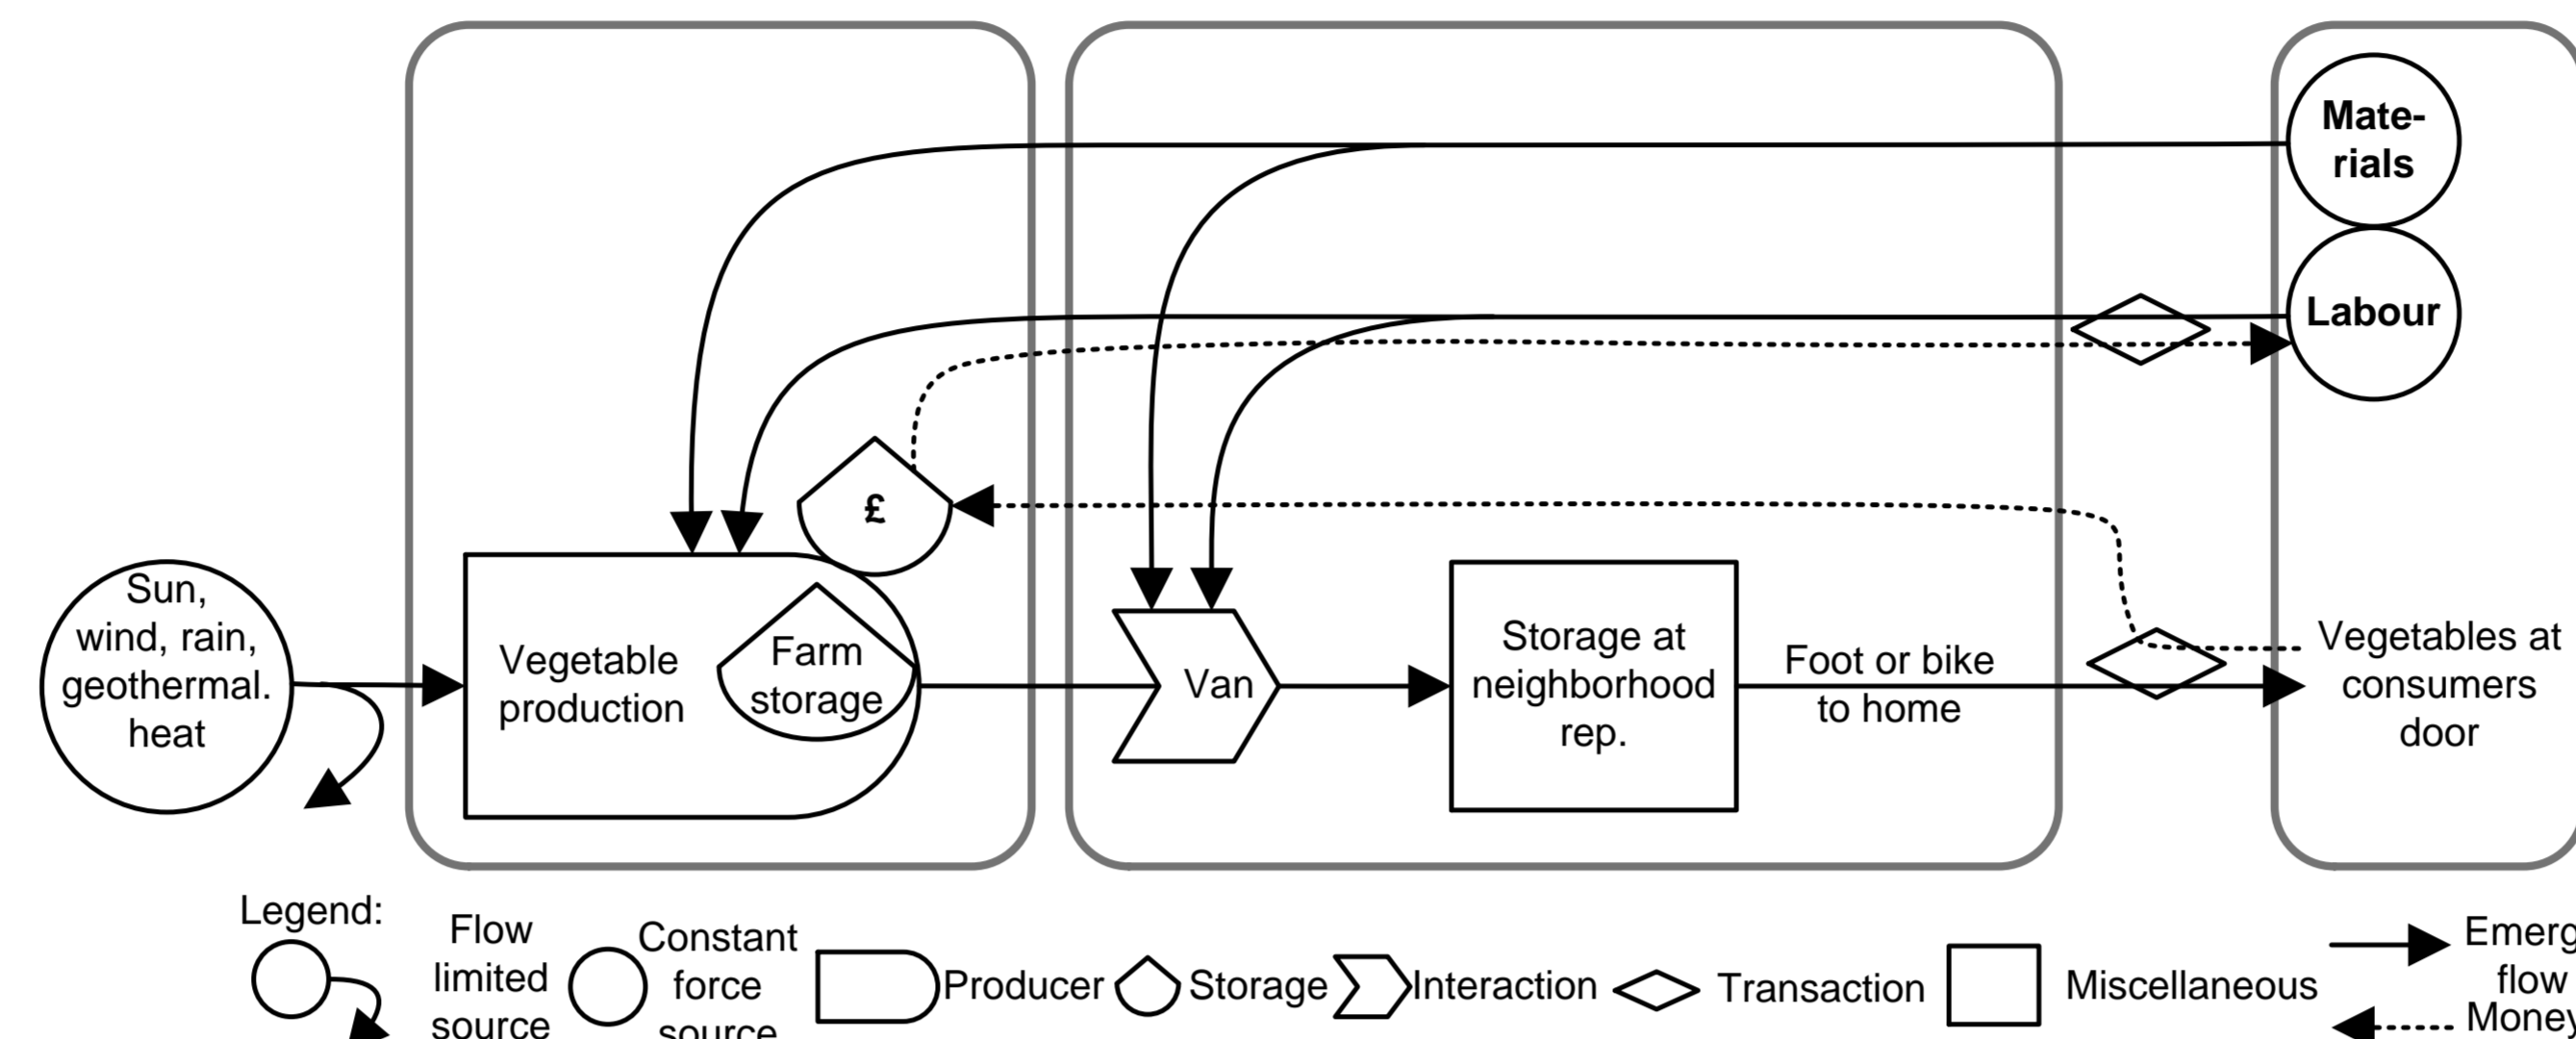 Mate-
rials
Labour
£
Sun,
wind, rain,
geothermal.
heat
Vegetable
production
Farm
storage
Van
Storage at
neighborhood
rep.
Foot or bike
to home
Vegetables at
consumers
door
Legend:
Flow
limited
source
Constant
force
source
Producer
Storage
Interaction
Transaction
Miscellaneous
Emerg
flow
Money